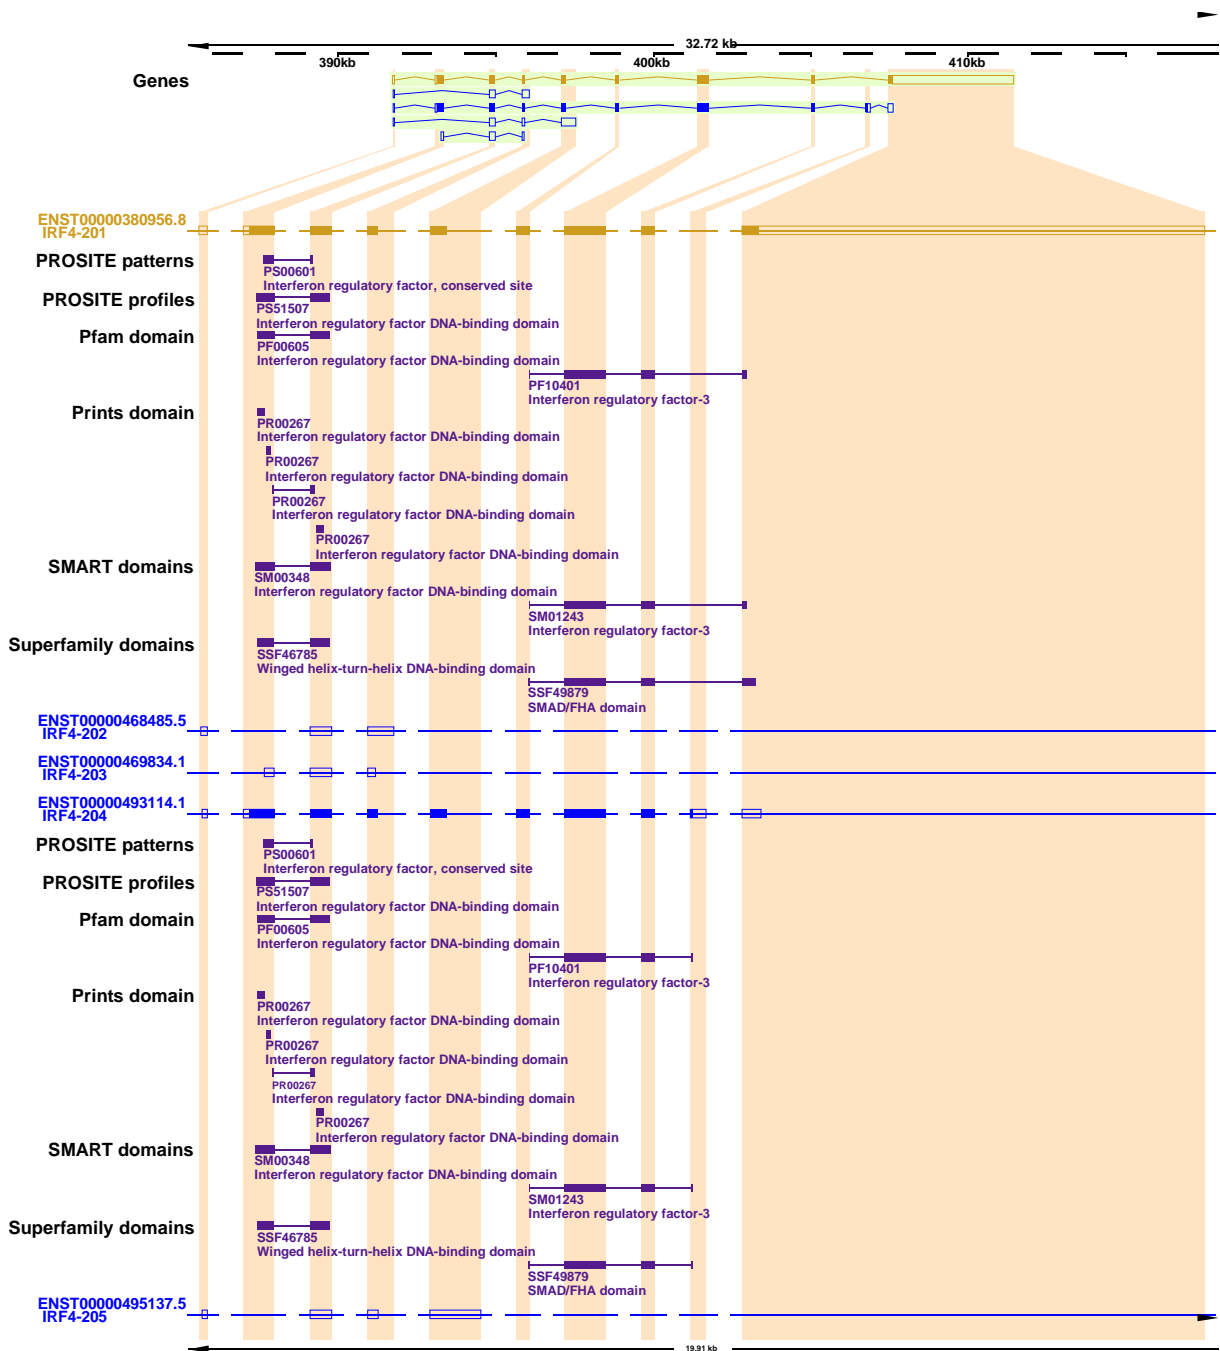 32.72 kb
390kb 400kb 410kb
Genes
ENST00000380956.8
IRF4-201
PROSITE patterns
PS00601
Interferon regulatory factor, conserved site
PROSITE profiles
PS51507
Interferon regulatory factor DNA-binding domain
Pfam domain
PF00605
Interferon regulatory factor DNA-binding domain
PF10401
Interferon regulatory factor-3
Prints domain
PR00267
Interferon regulatory factor DNA-binding domain
PR00267
Interferon regulatory factor DNA-binding domain
PR00267
Interferon regulatory factor DNA-binding domain
PR00267
Interferon regulatory factor DNA-binding domain
SMART domains
SM00348
Interferon regulatory factor DNA-binding domain
SM01243
Interferon regulatory factor-3
Superfamily domains
SSF46785
Winged helix-turn-helix DNA-binding domain
SSF49879
SMAD/FHA domain
ENST00000468485.5
IRF4-202
ENST00000469834.1
IRF4-203
ENST00000493114.1
IRF4-204
PROSITE patterns
PS00601
Interferon regulatory factor, conserved site
PROSITE profiles
PS51507
Interferon regulatory factor DNA-binding domain
Pfam domain
PF00605
Interferon regulatory factor DNA-binding domain
PF10401
Interferon regulatory factor-3
Prints domain
PR00267
Interferon regulatory factor DNA-binding domain
PR00267
Interferon regulatory factor DNA-binding domain
PR00267
Interferon regulatory factor DNA-binding domain
PR00267
Interferon regulatory factor DNA-binding domain
SMART domains
SM00348
Interferon regulatory factor DNA-binding domain
SM01243
Interferon regulatory factor-3
Superfamily domains
SSF46785
Winged helix-turn-helix DNA-binding domain
SSF49879
SMAD/FHA domain
ENST00000495137.5
IRF4-205
19.91 kb